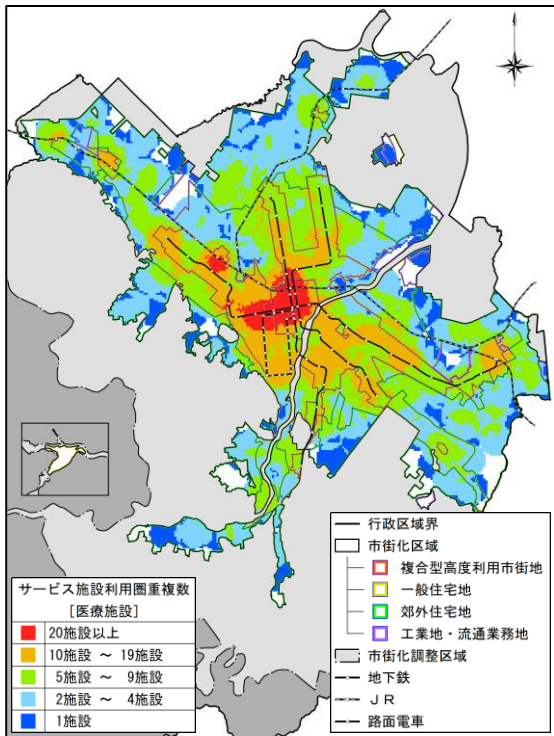 サービス施設利用圏重複数
[医療施設]
20施設以上
10施設 ～ 19施設
5施設 ～ 9施設
2施設 ～ 4施設
1施設
行政区域界
市街化区域
複合型高度利用市街地
一般住宅地
郊外住宅地
工業地・流通業務地
市街化調整区域
地下鉄
ＪＲ
路面電車